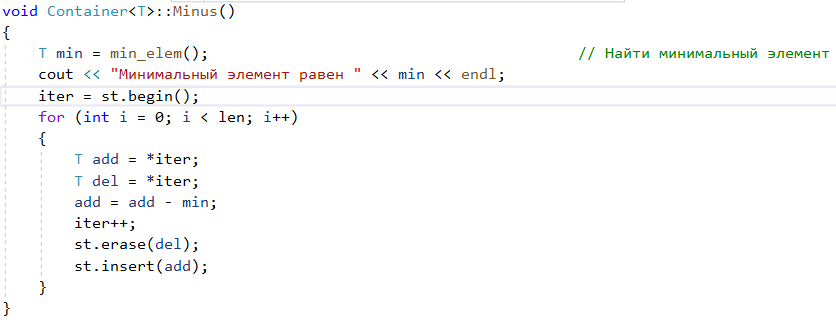 void Container<T>::Minus()
{
    T min = min_elem();                                         // Найти минимальный элемент
    cout << "Минимальный элемент равен " << min << endl;
    iter = st.begin();
    for (int i = 0; i < len; i++)
    {
        T add = *iter;
        T del = *iter;
        add = add - min;
        iter++;
        st.erase(del);
        st.insert(add);
    }
}